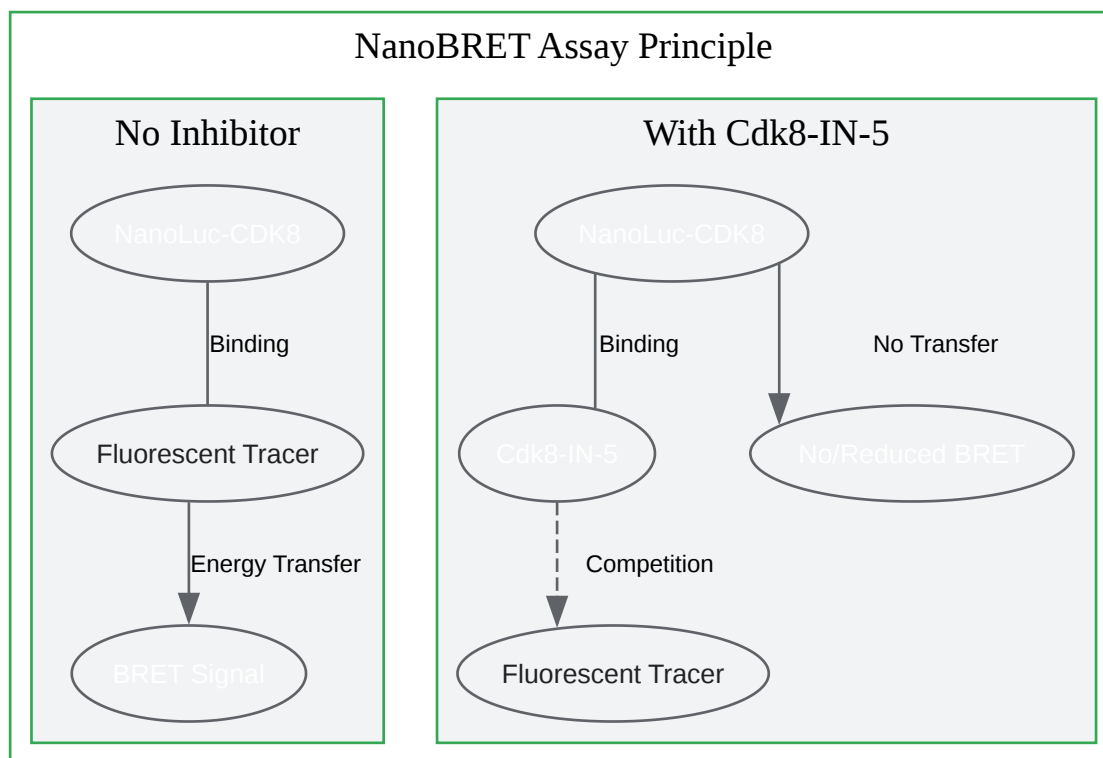 NanoBRET Assay Principle
No Inhibitor
NanoLuc-CDK8
Binding
Fluorescent Tracer
Energy Transfer
BRET Signal
With Cdk8-IN-5
NanoLuc-CDK8
Binding
No Transfer
Cdk8-IN-5
No/Reduced BRET
Competition
Fluorescent Tracer